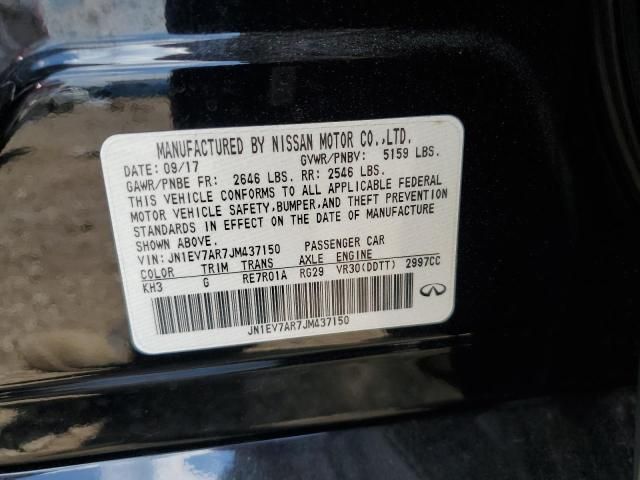 MANUFACTURED BY NISSAN MOTOR CO.,LTD.
DATE: 09/17 GVWR/PNBV: 5159 LBS.
GAWR/PNBE FR: 2646 LBS. RR: 2546 LBS.
THIS VEHICLE CONFORMS TO ALL APPLICABLE FEDERAL
MOTOR VEHICLE SAFETY,BUMPER,AND THEFT PREVENTION
STANDARDS IN EFFECT ON THE DATE OF MANUFACTURE
SHOWN ABOVE.
VIN: JN1EV7AR7JM437150 PASSENGER CAR
COLOR TRIM TRANS AXLE ENGINE
KH3 G RE7R01A RG29 VR30(DDTT) 2997CC
JN1EV7AR7JM437150